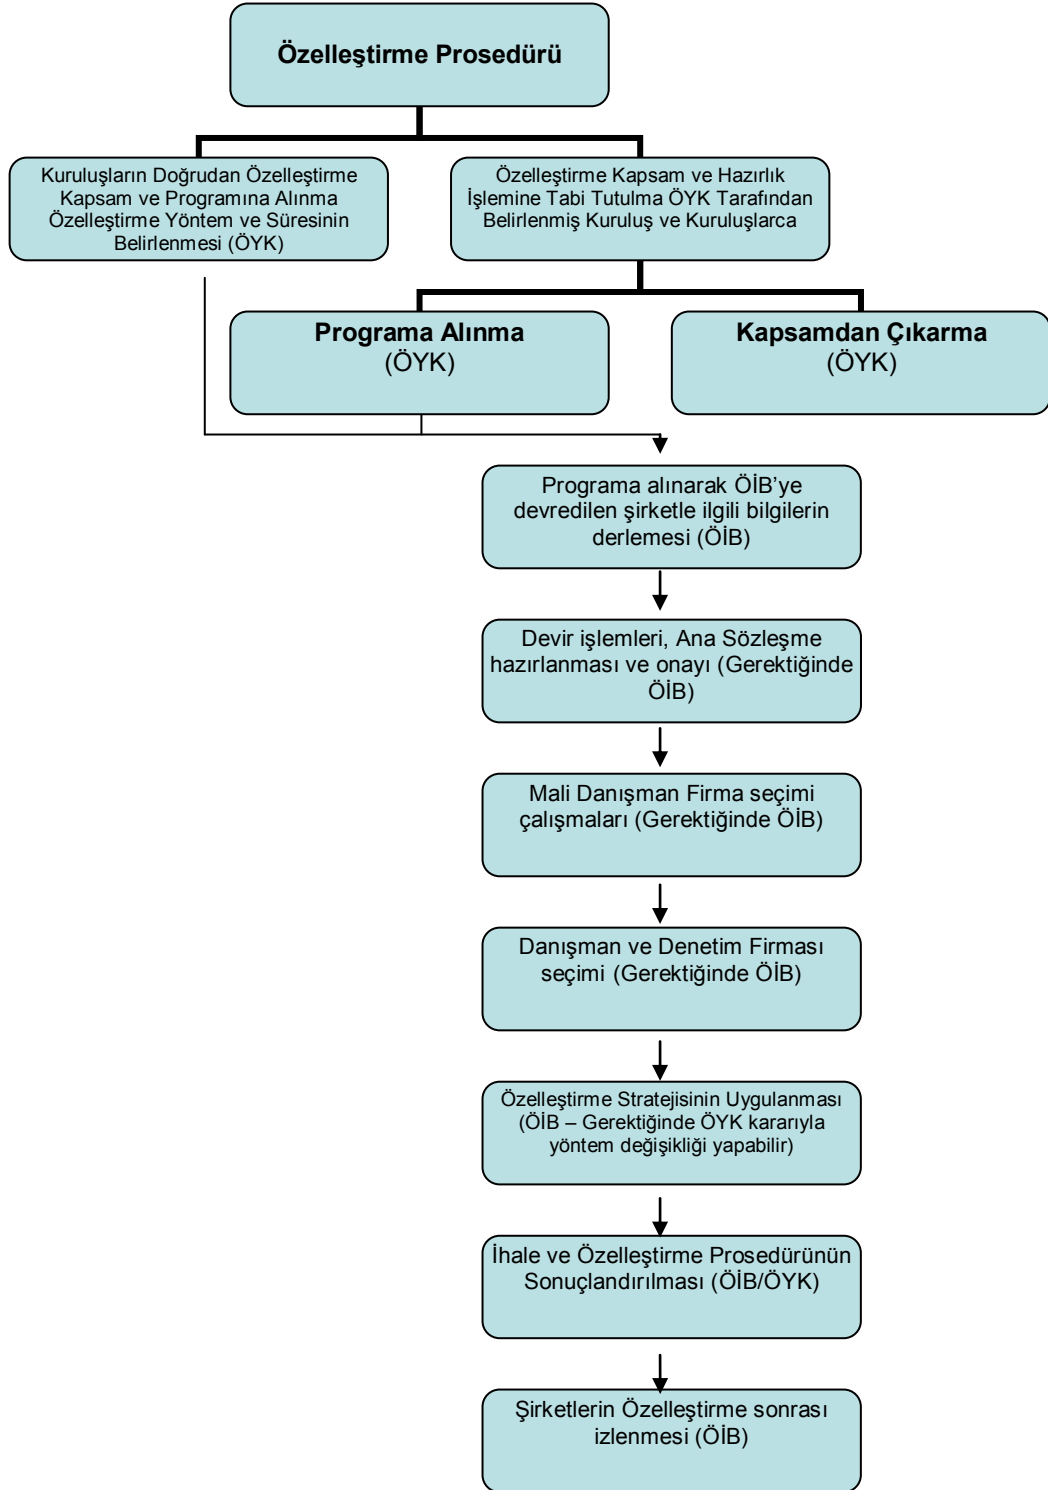 Özelleştirme Prosedürü
Kuruluşların Doğrudan Özelleştirme
Kapsam ve Programına Alınma
Özelleştirme Yöntem ve Süresinin
Belirlenmesi (ÖYK)
Özelleştirme Kapsam ve Hazırlık
İşlemine Tabi Tutulma ÖYK Tarafından
Belirlenmiş Kuruluş ve Kuruluşlarca
Programa Alınma
(ÖYK)
Kapsamdan Çıkarma
(ÖYK)
Programa alınarak ÖİB’ye
devredilen şirketle ilgili bilgilerin
derlemesi (ÖİB)
Devir işlemleri, Ana Sözleşme
hazırlanması ve onayı (Gerektiğinde
ÖİB)
Mali Danışman Firma seçimi
çalışmaları (Gerektiğinde ÖİB)
Danışman ve Denetim Firması
seçimi (Gerektiğinde ÖİB)
Özelleştirme Stratejisinin Uygulanması
(ÖİB – Gerektiğinde ÖYK kararıyla
yöntem değişikliği yapabilir)
İhale ve Özelleştirme Prosedürünün
Sonuçlandırılması (ÖİB/ÖYK)
Şirketlerin Özelleştirme sonrası
izlenmesi (ÖİB)